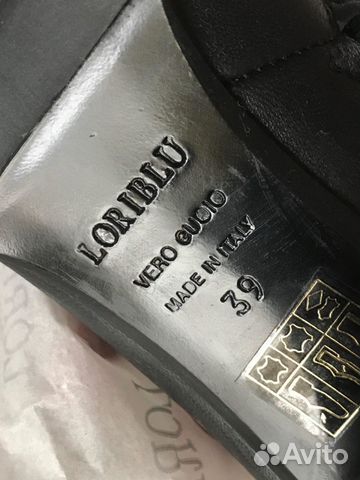 LORIBLU
VERO CUOIO
MADE IN ITALY
39
Avito